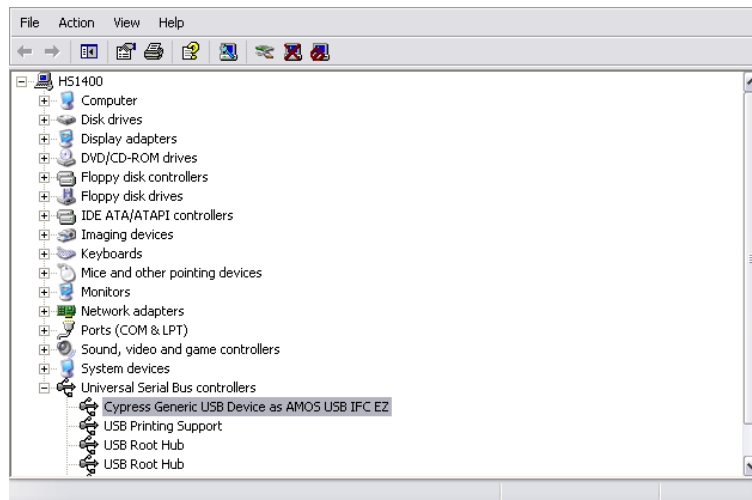 File Action View Help
HS1400
Computer
Disk drives
Display adapters
DVD/CD-ROM drives
Floppy disk controllers
Floppy disk drives
IDE ATA/ATAPI controllers
Imaging devices
Keyboards
Mice and other pointing devices
Monitors
Network adapters
Ports (COM & LPT)
Sound, video and game controllers
System devices
Universal Serial Bus controllers
Cypress Generic USB Device as AMOS USB IFC EZ
USB Printing Support
USB Root Hub
USB Root Hub